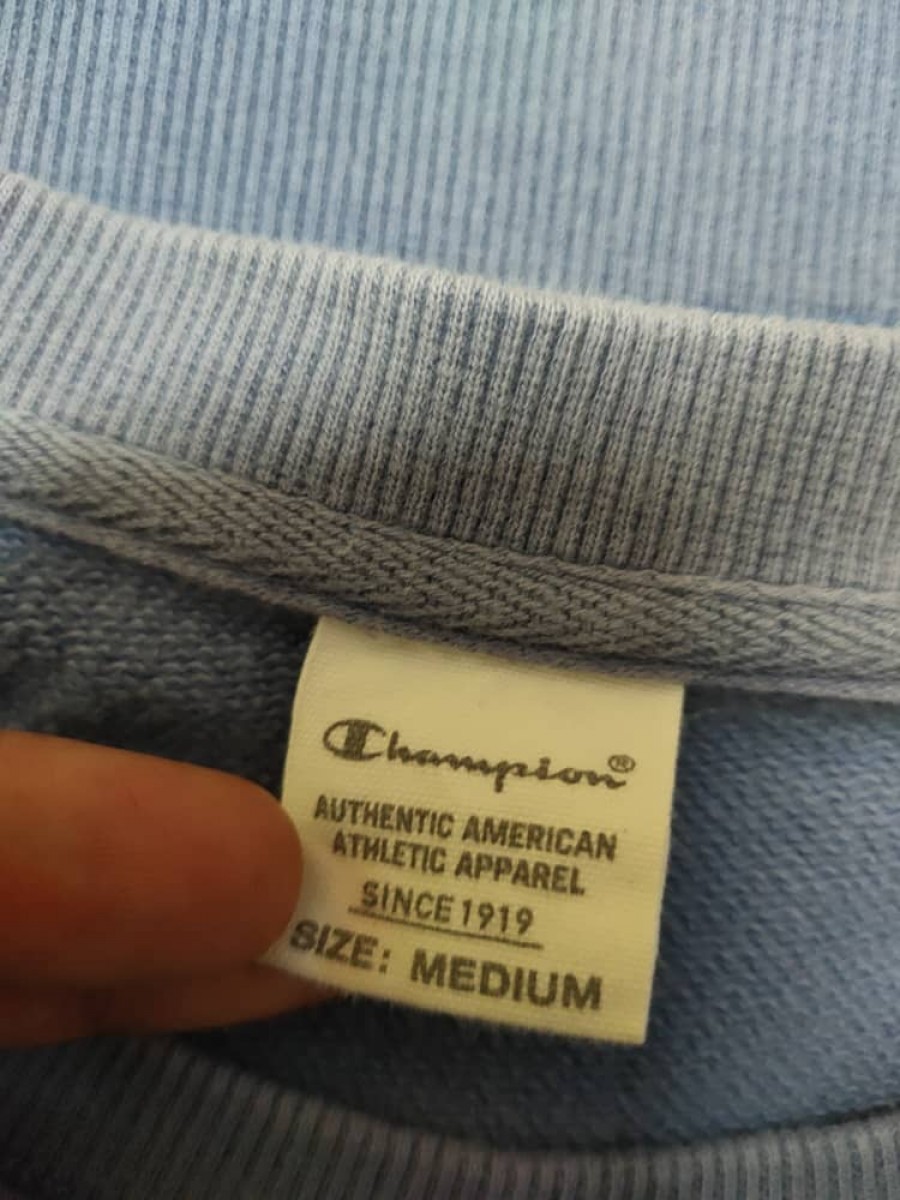 Champion®
AUTHENTIC AMERICAN
ATHLETIC APPAREL
SINCE 1919
SIZE: MEDIUM